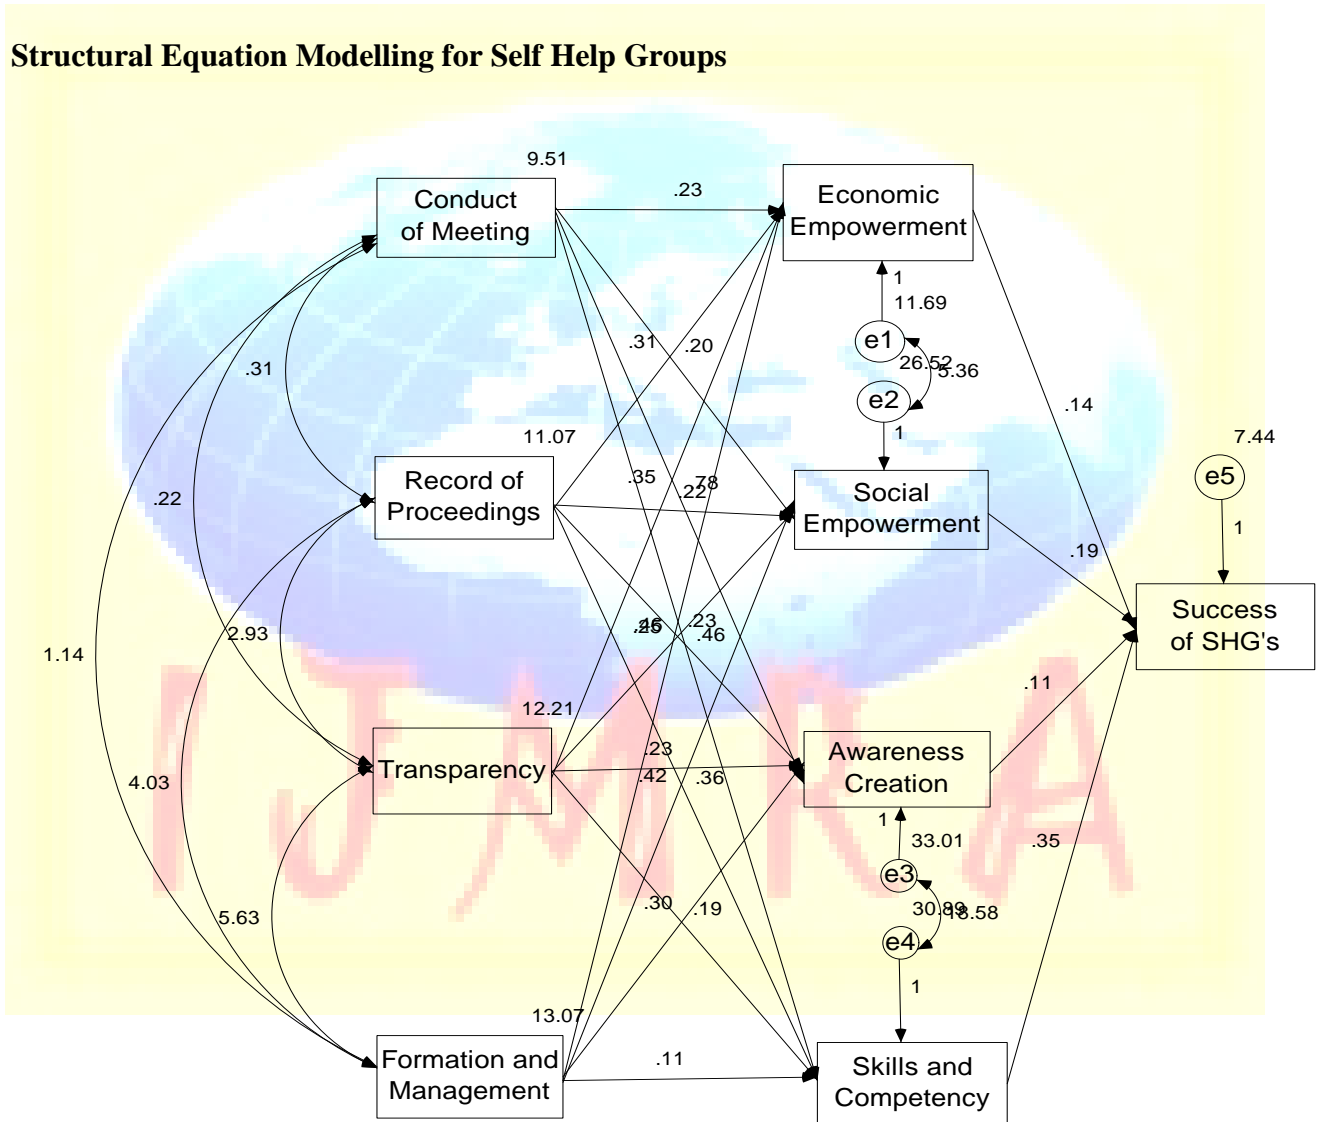 Structural Equation Modelling for Self Help Groups
9.51
Conduct
of Meeting
.23
Economic
Empowerment
1
11.69
e1
26.52
5.36
e2
1
.31
.31
.20
.14
7.44
e5
1
11.07
Record of
Proceedings
.22
.35
.22
.78
Social
Empowerment
.19
Success
of SHG's
2.93
1.14
.23
.46
12.21
Transparency
.23
.42
.36
Awareness
Creation
.11
1
33.01
e3
18.58
e4
1
.35
4.03
5.63
.30
.19
13.07
Formation and
Management
.11
Skills and
Competency
IJMRA